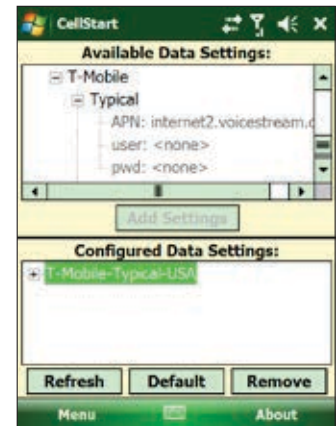 CellStart
Available Data Settings:
T-Mobile
Typical
APN: internet2.voicestream.c
user: <none>
pwd: <none>
Add Settings
Configured Data Settings:
T-Mobile-Typical-USA
Refresh Default Remove
Menu About